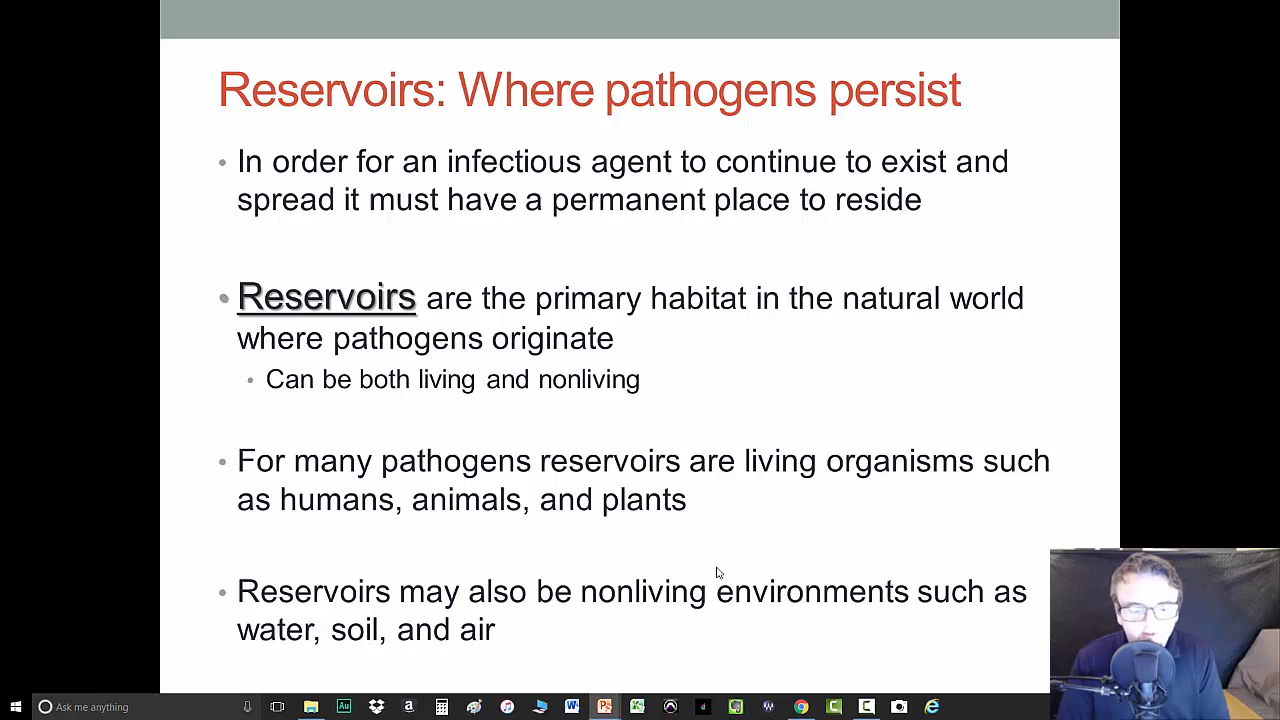 Reservoirs: Where pathogens persist
• In order for an infectious agent to continue to exist and
spread it must have a permanent place to reside
• Reservoirs are the primary habitat in the natural world
where pathogens originate
• Can be both living and nonliving
• For many pathogens reservoirs are living organisms such
as humans, animals, and plants
• Reservoirs may also be nonliving environments such as
water, soil, and air
Ask me anything